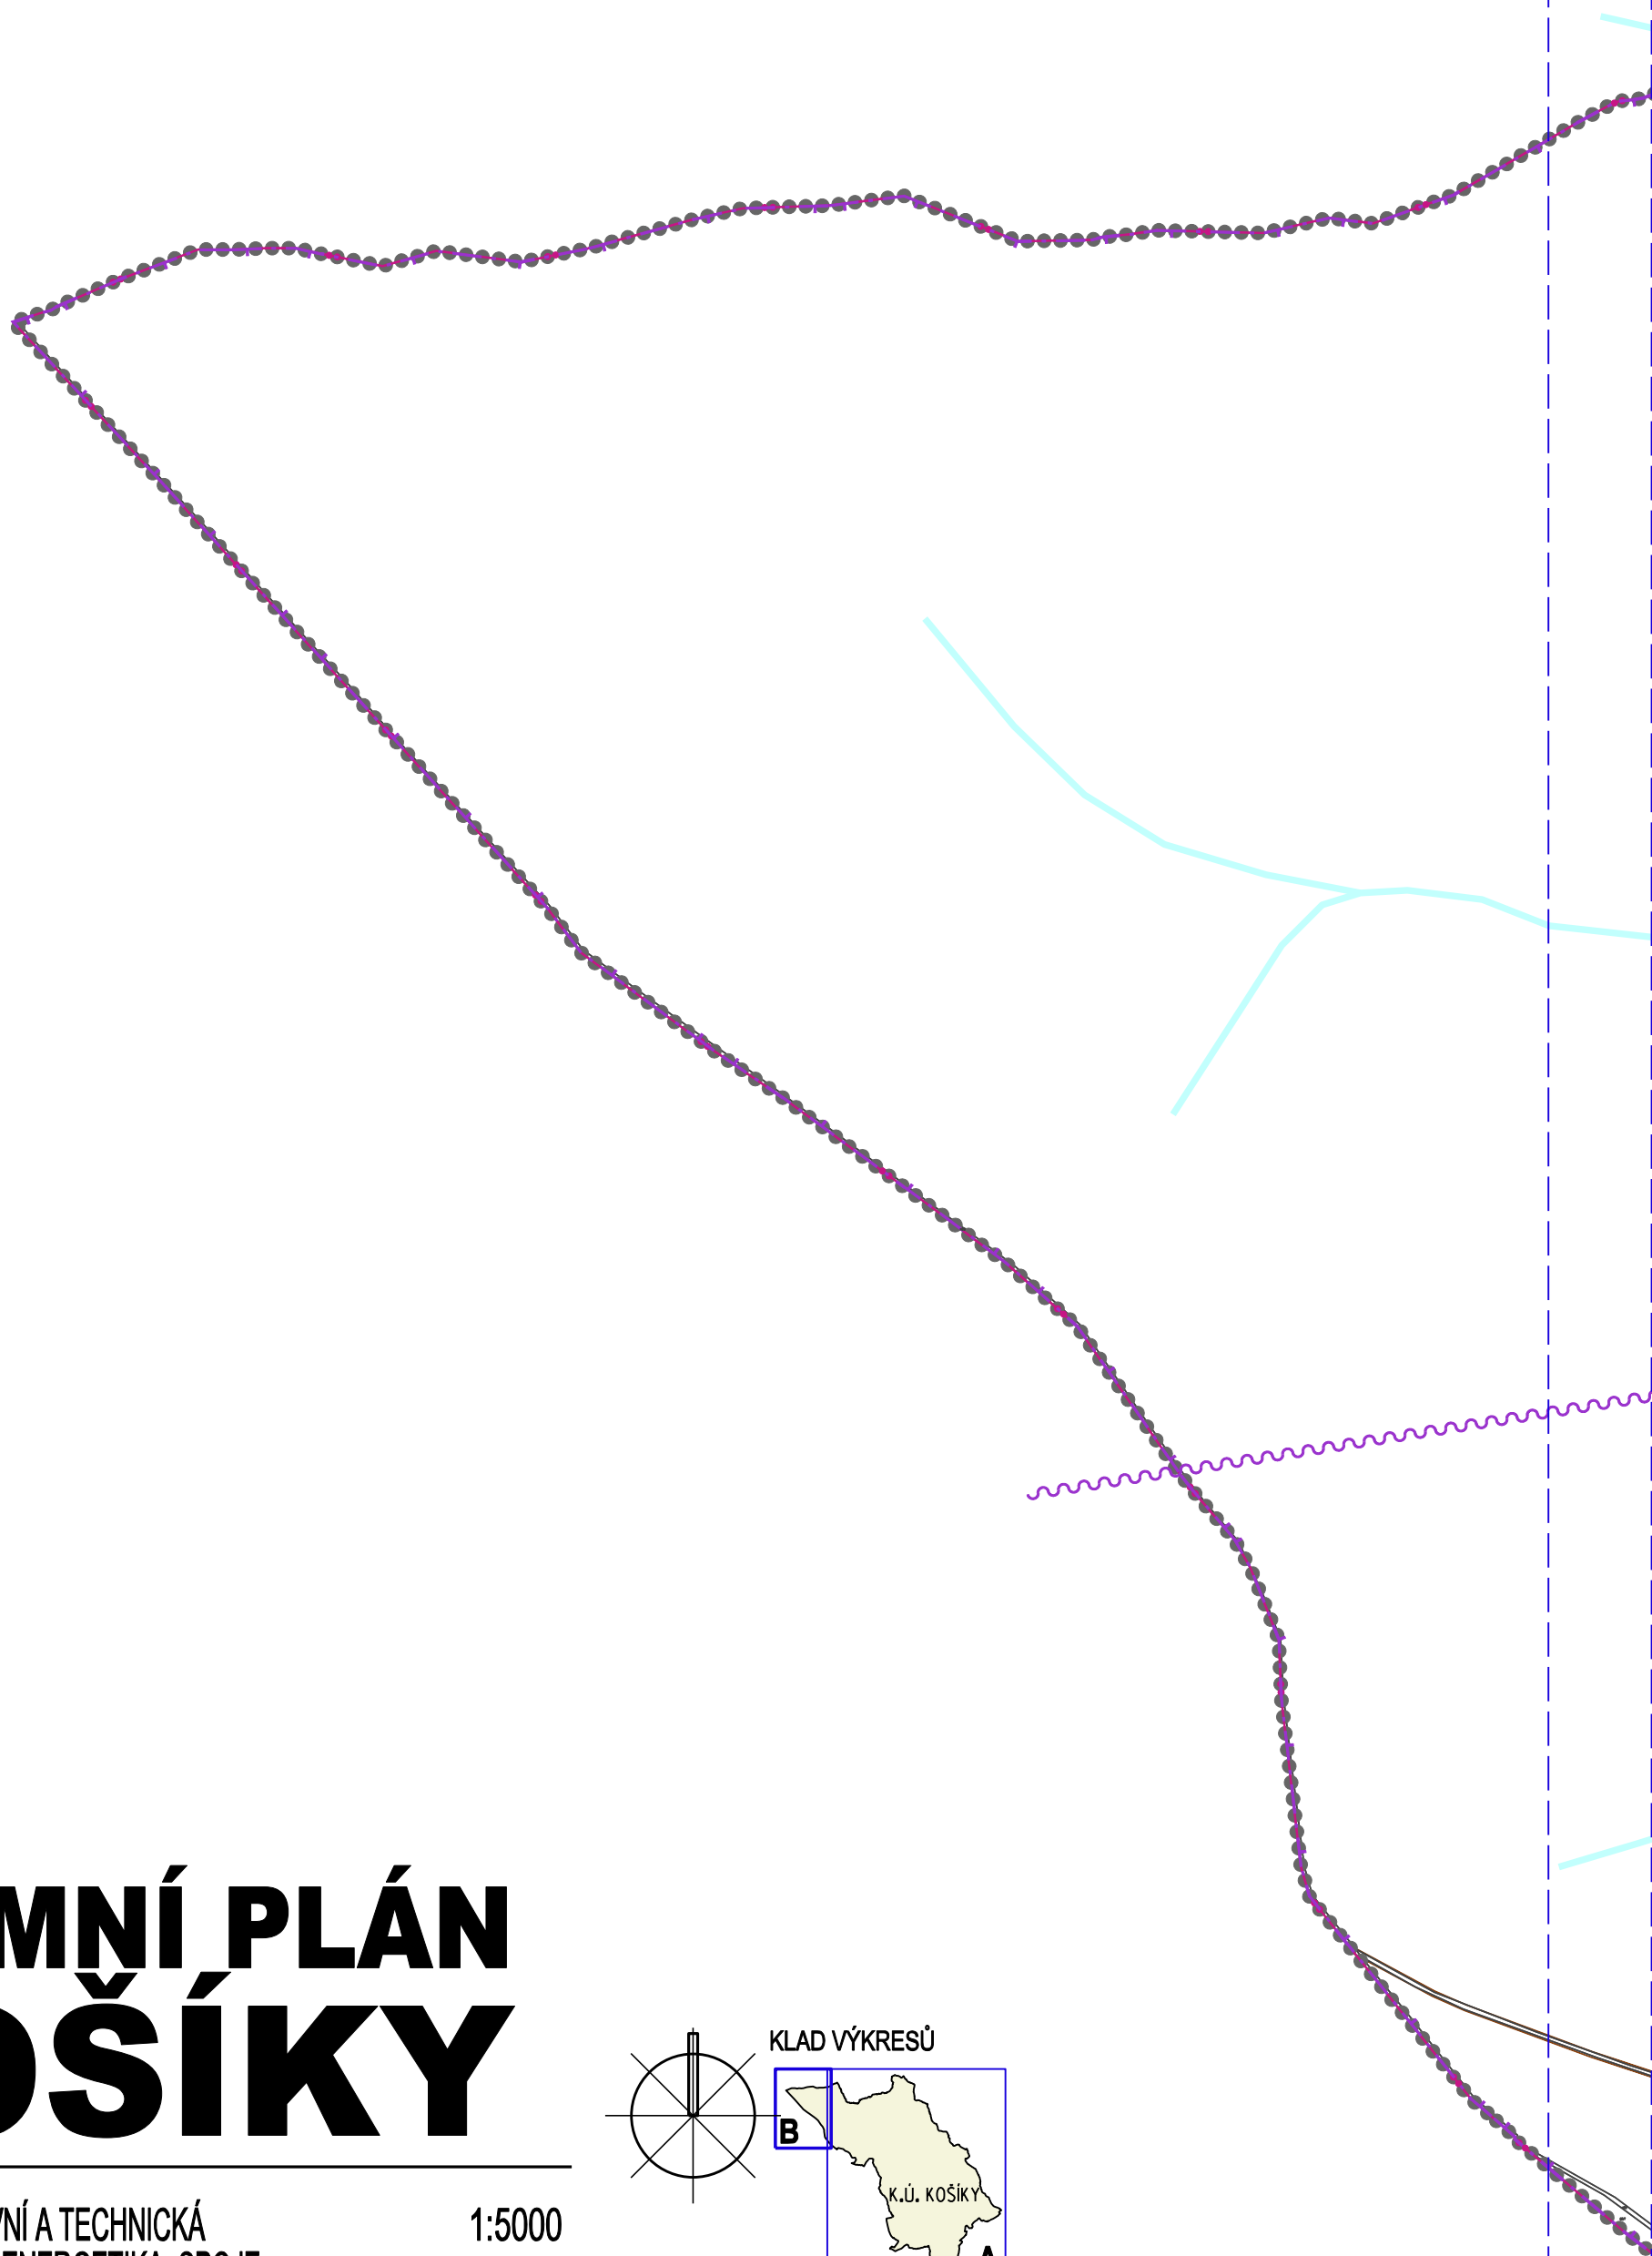 MNÍ PLÁN
OŠÍKY
KLAD VÝKRESŮ
B
K.Ú. KOŠÍKY
VNÍ A TECHNICKÁ
1:5000